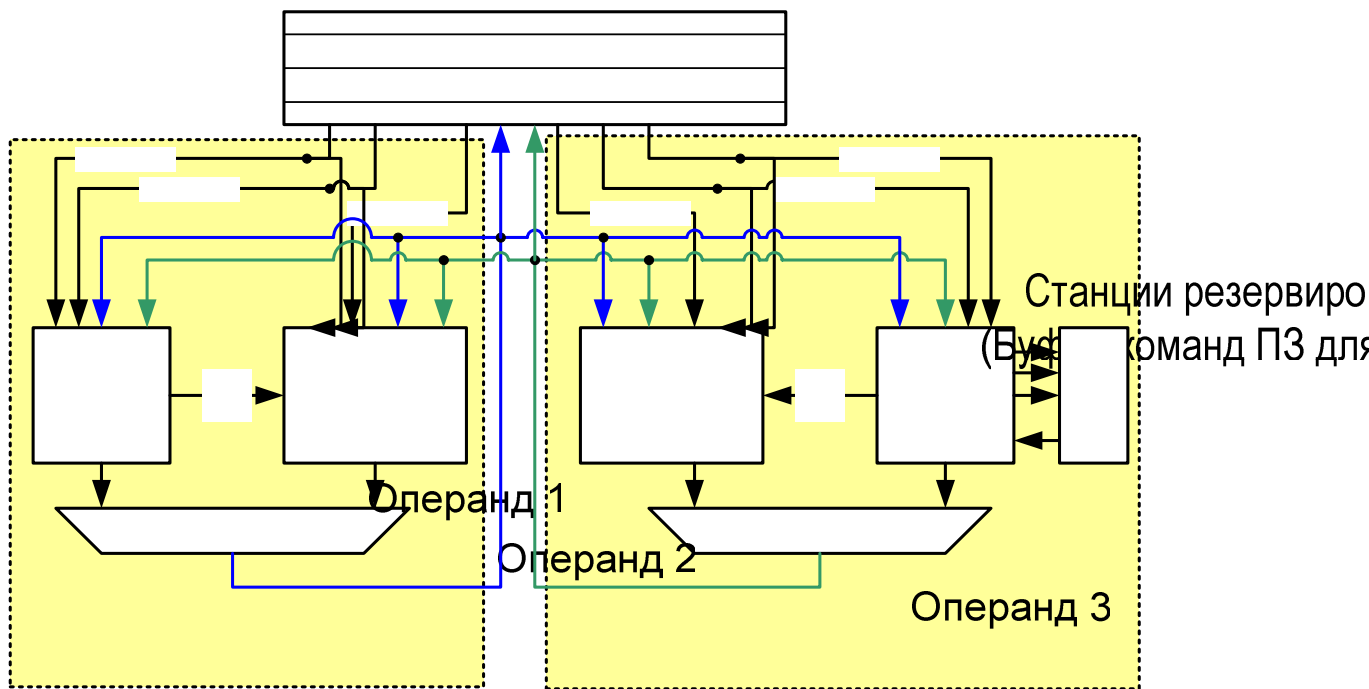 Станции резервиро
(Буф команд ПЗ для
Операнд 1
Операнд 2
Операнд 3